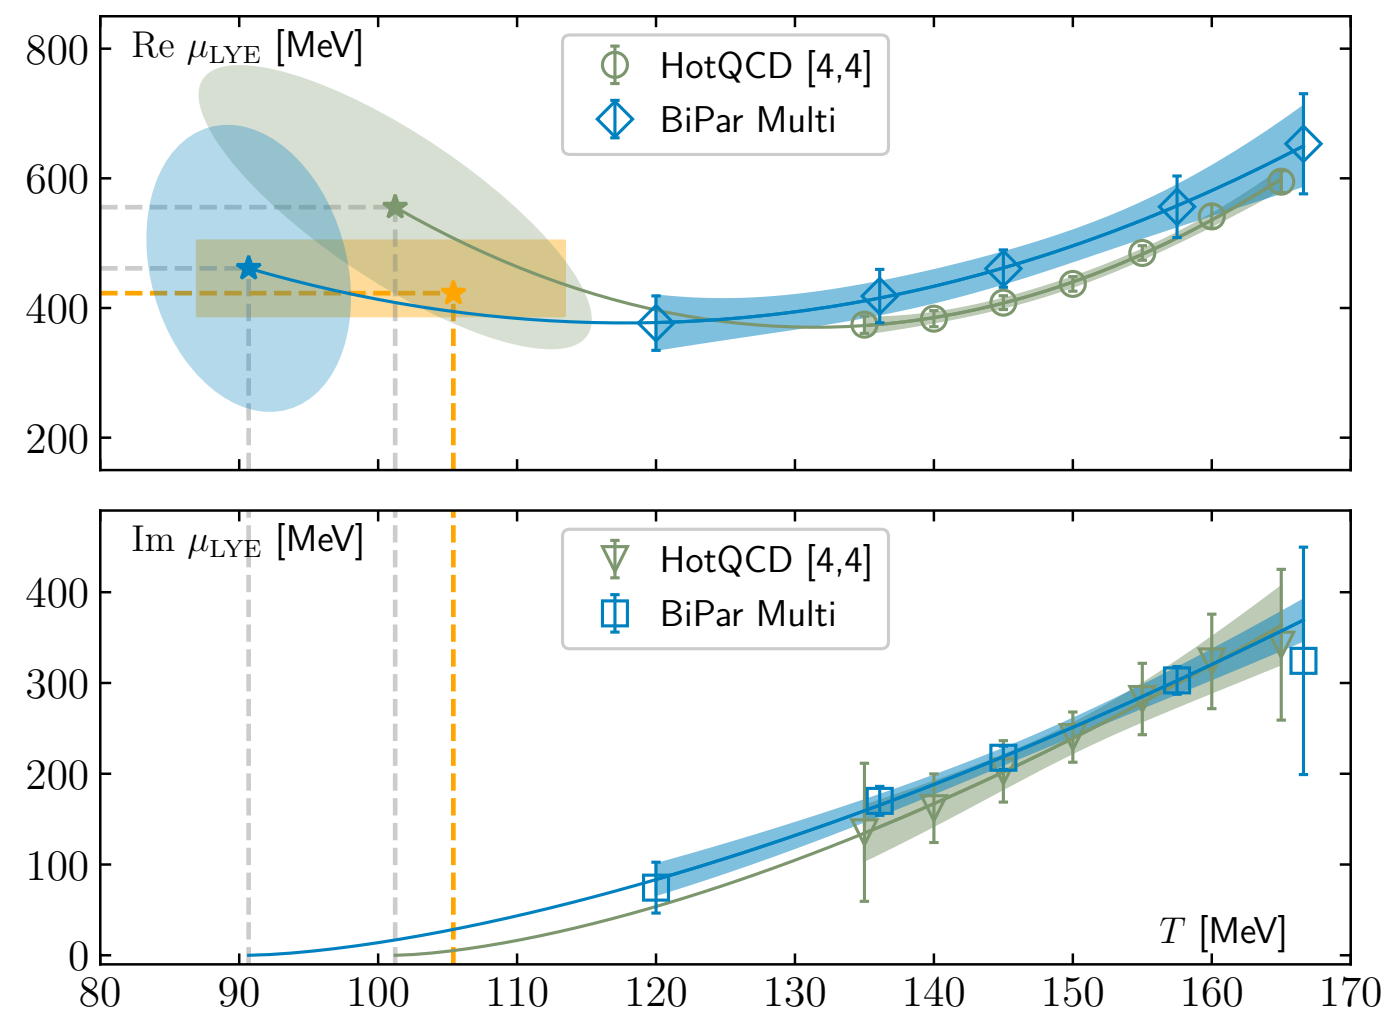 Re μLYE [MeV]
HotQCD [4,4]
BiPar Multi
800
600
400
200
Im μLYE [MeV]
HotQCD [4,4]
BiPar Multi
400
300
200
100
0
T [MeV]
80 90 100 110 120 130 140 150 160 170